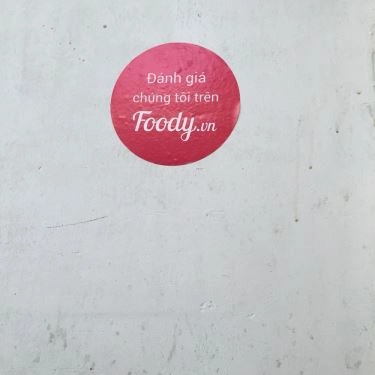 Đánh giá
chúng tôi trên
Foody.vn